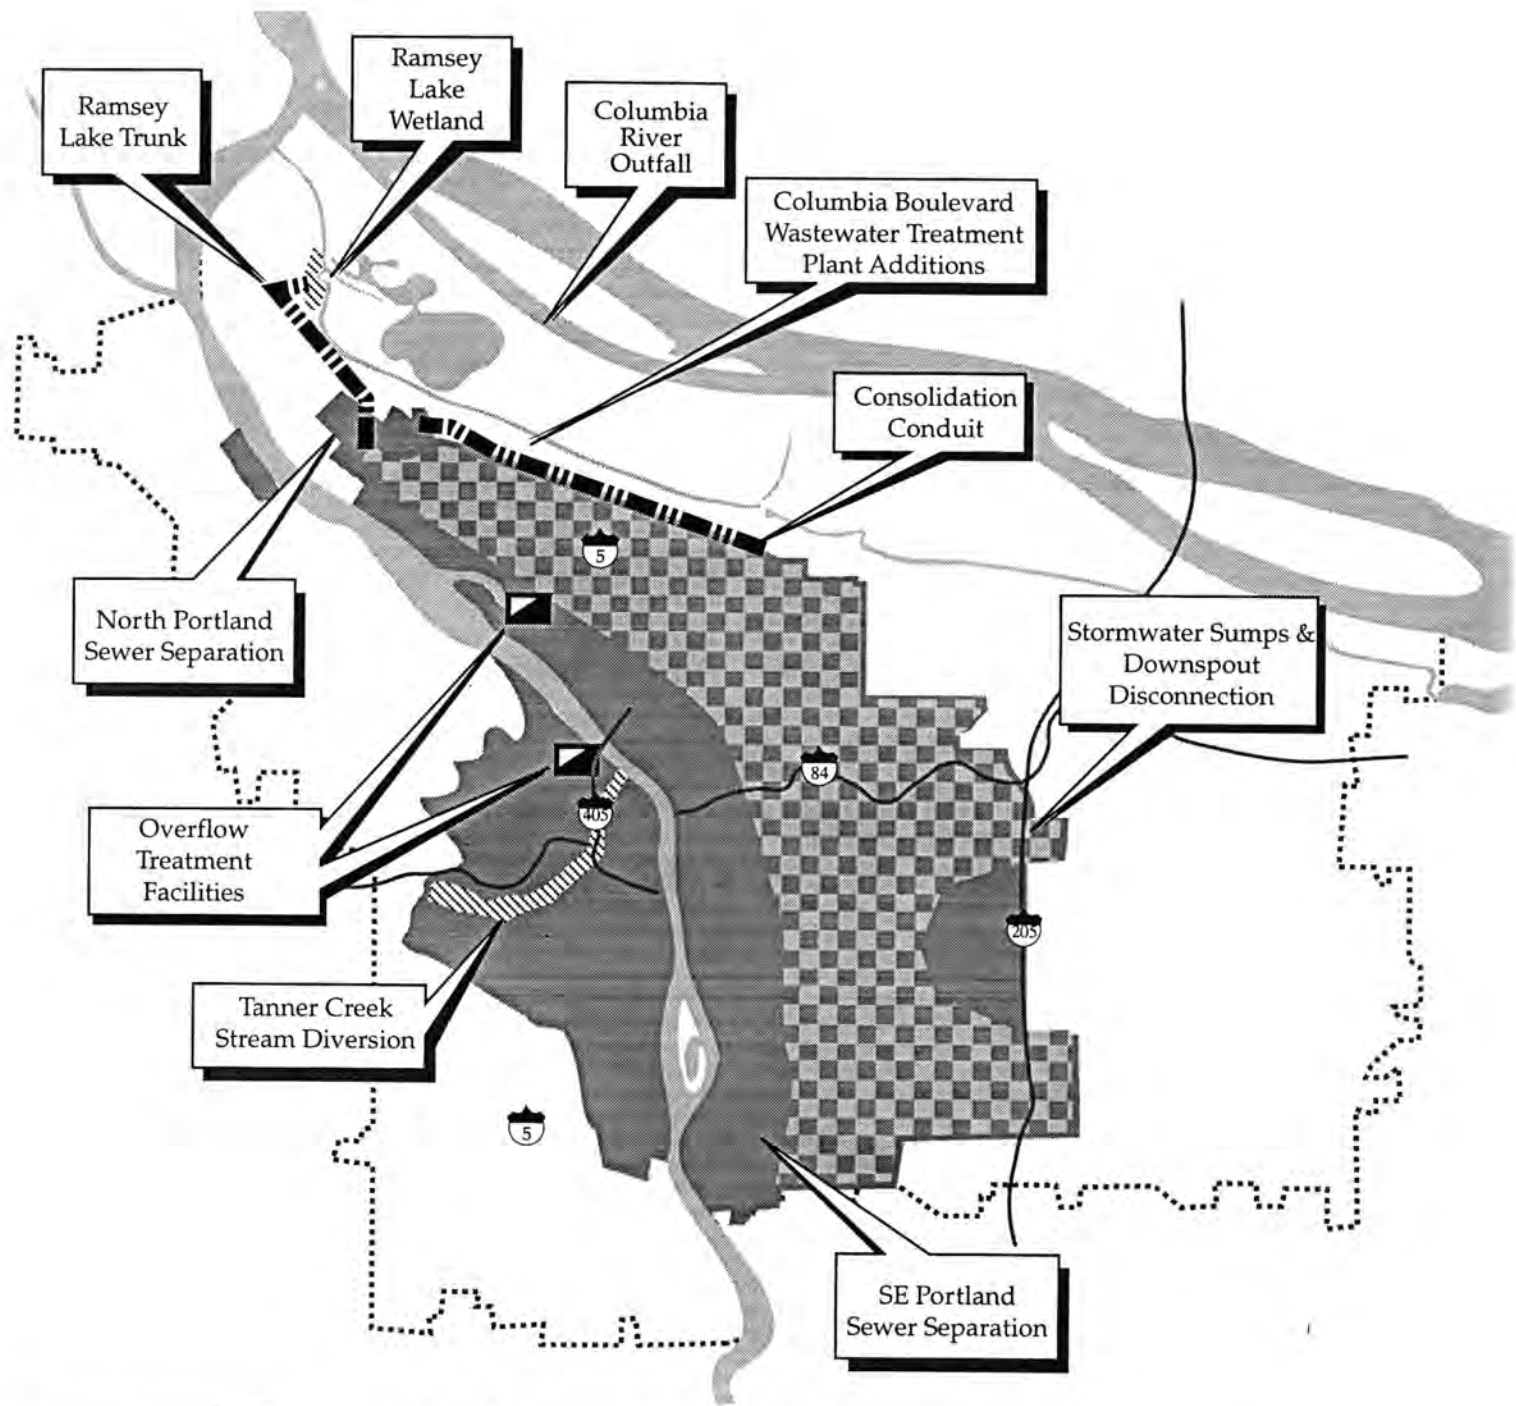 Ramsey
Lake Trunk
Ramsey
Lake
Wetland
Columbia
River
Outfall
Columbia Boulevard
Wastewater Treatment
Plant Additions
Consolidation
Conduit
5
North Portland
Sewer Separation
Stormwater Sumps &
Downspout
Disconnection
84
405
Overflow
Treatment
Facilities
205
Tanner Creek
Stream Diversion
5
SE Portland
Sewer Separation